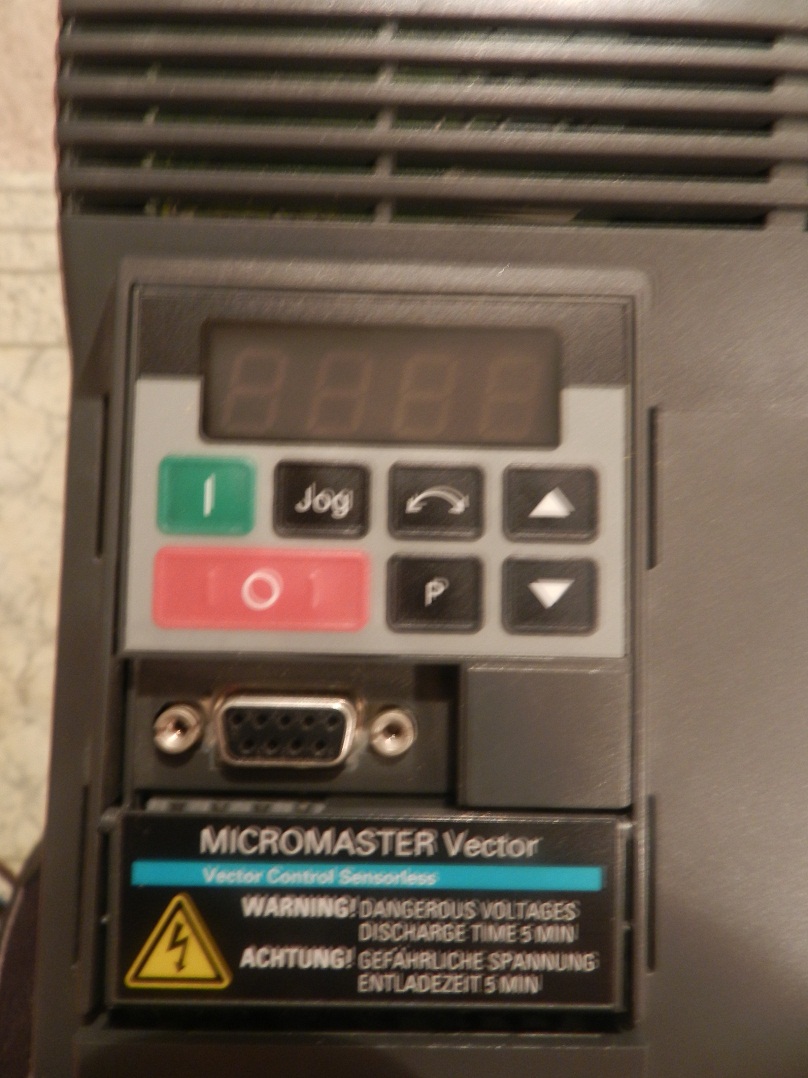 I
Jog
O
P
MICROMASTER Vector
Vector Control Sensorless
WARNING! DANGEROUS VOLTAGES
DISCHARGE TIME 5 MIN
ACHTUNG! GEFÄHRLICHE SPANNUNG
ENTLADEZEIT 5 MIN